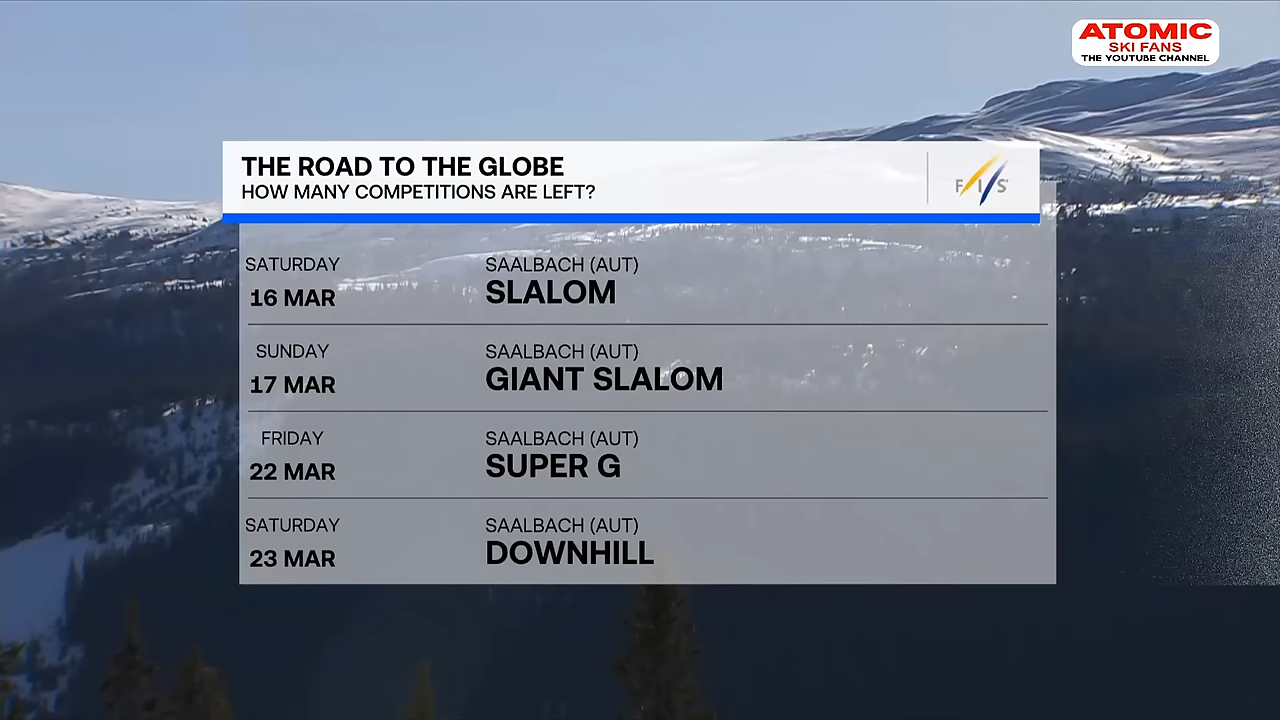 ATOMIC
SKI FANS
THE YOUTUBE CHANNEL
THE ROAD TO THE GLOBE
HOW MANY COMPETITIONS ARE LEFT?
FIS
SATURDAY
16 MAR
SAALBACH (AUT)
SLALOM
SUNDAY
17 MAR
SAALBACH (AUT)
GIANT SLALOM
FRIDAY
22 MAR
SAALBACH (AUT)
SUPER G
SATURDAY
23 MAR
SAALBACH (AUT)
DOWNHILL